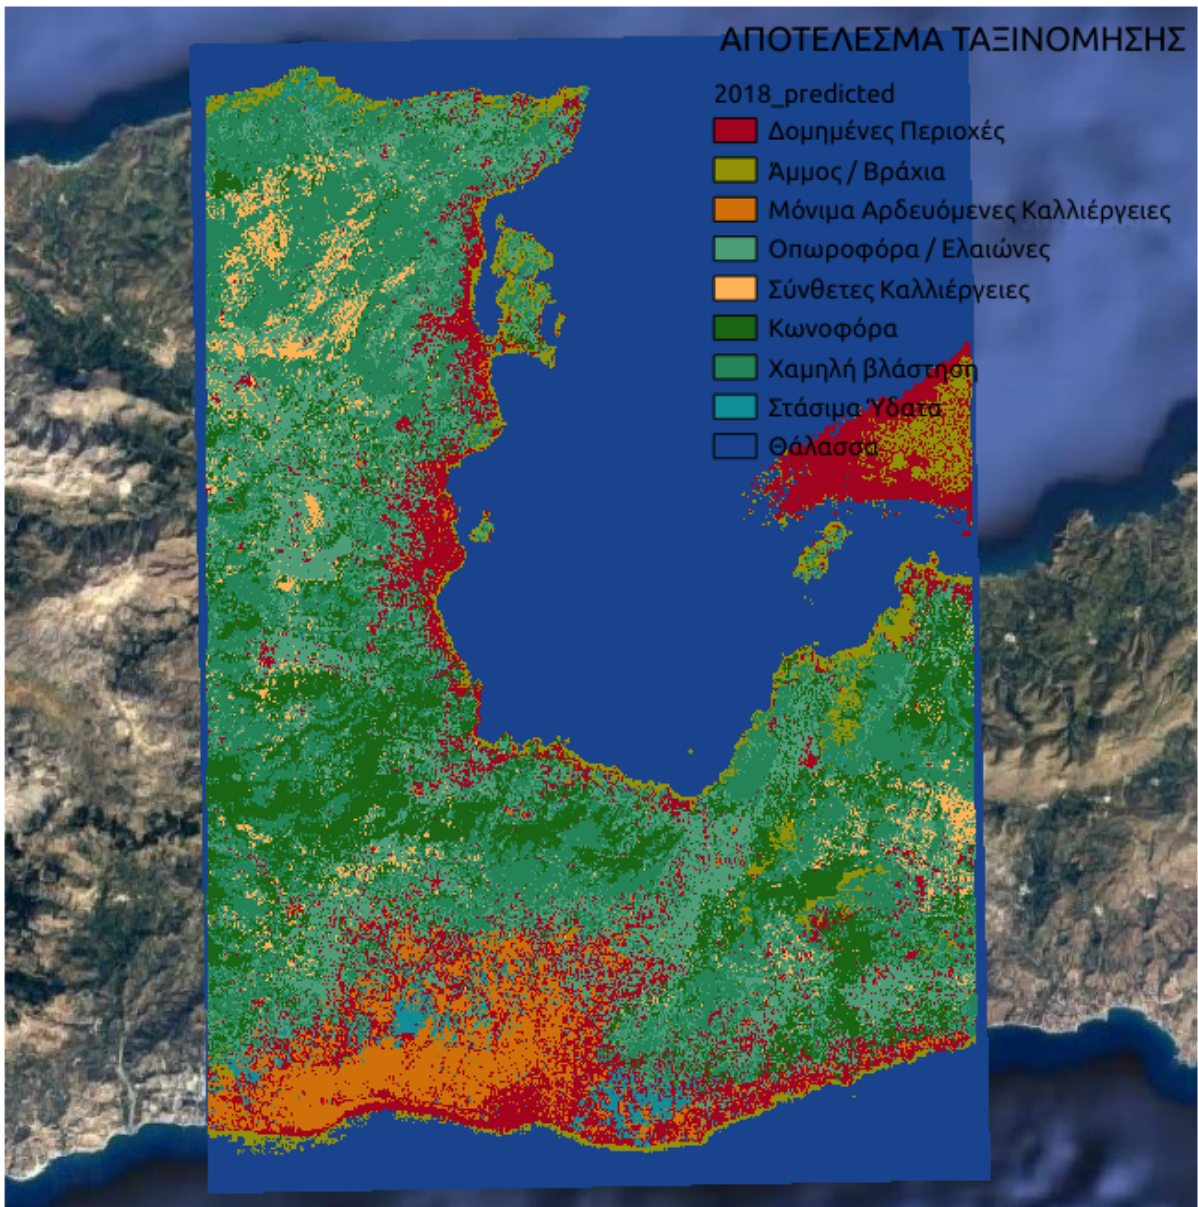 ΑΠΟΤΕΛΕΣΜΑ ΤΑΞΙΝΟΜΗΣΗΣ
2018_predicted
Δομημένες Περιοχές
Άμμος / Βράχια
Μόνιμα Αρδευόμενες Καλλιέργειες
Οπωροφόρα / Ελαιώνες
Σύνθετες Καλλιέργειες
Κωνοφόρα
Χαμηλή βλάστηση
Στάσιμα Ύδατα
Θάλασσα